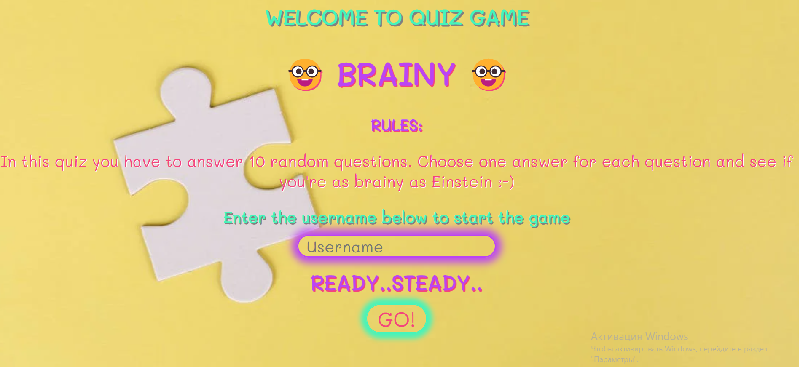 WELCOME TO QUIZ GAME
BRAINY
RULES:
In this quiz you have to answer 10 random questions. Choose one answer for each question and see if
you're as brainy as Einstein :-)
Enter the username below to start the game
Username
READY..STEADY..
GO!
Активация Windows